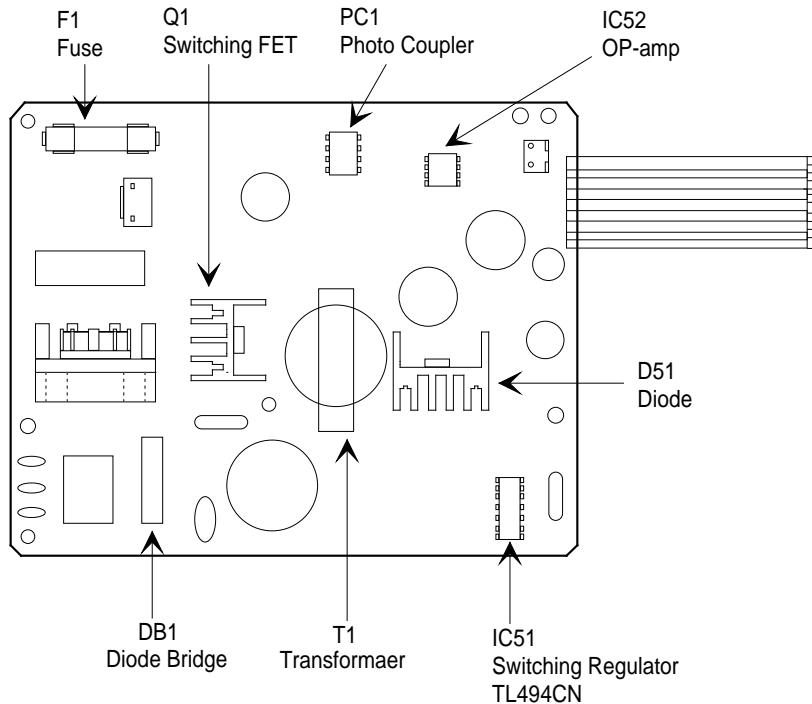 F1
Fuse
Q1
Switching FET
PC1
Photo Coupler
IC52
OP-amp
D51
Diode
DB1
Diode Bridge
T1
Transformaer
IC51
Switching Regulator
TL494CN